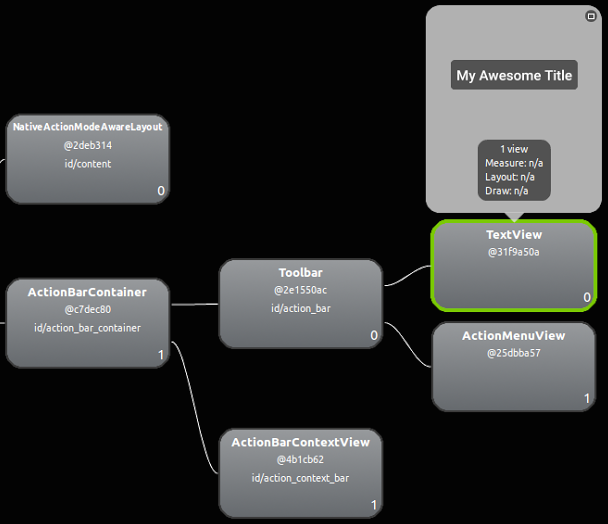 My Awesome Title
1 view
Measure: n/a
Layout: n/a
Draw: n/a
NativeActionModeAwareLayout
@2deb314
id/content
0
TextView
@31f9a50a
0
Toolbar
@2e1550ac
id/action_bar
0
ActionBarContainer
@c7dec80
id/action_bar_container
1
ActionMenuView
@25dbba57
1
ActionBarContextView
@4b1cb62
id/action_context_bar
1